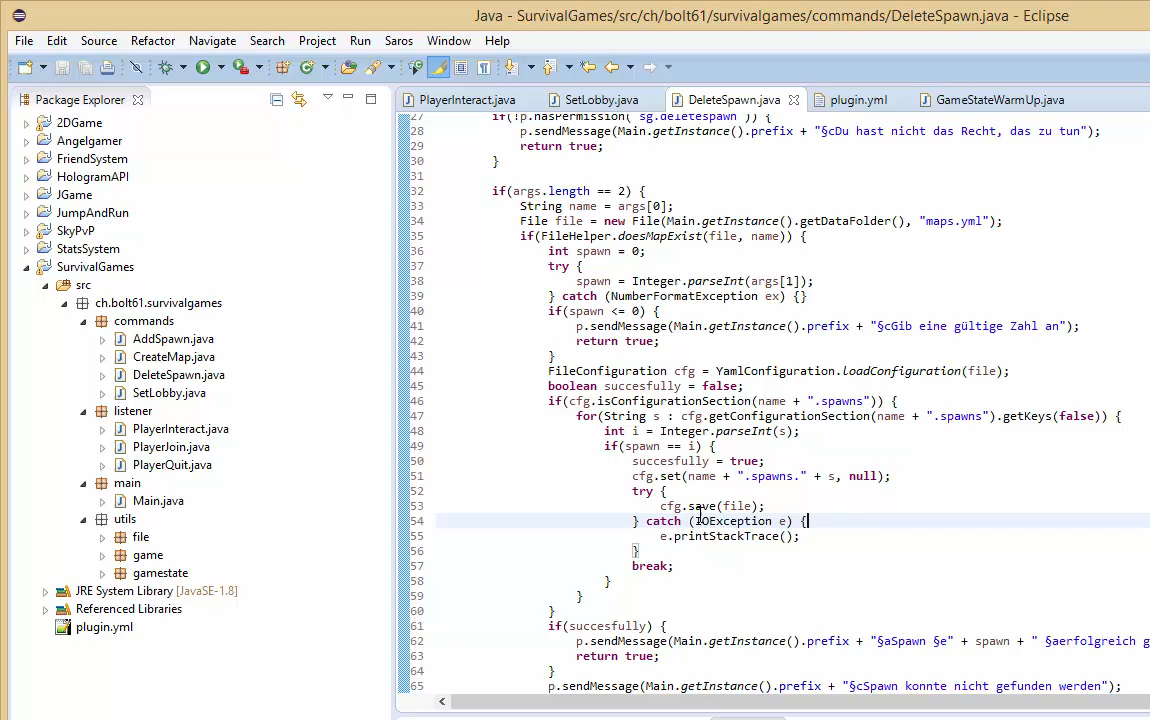 Java - SurvivalGames/src/ch/bolt61/survivalgames/commands/DeleteSpawn.java - Eclipse
File Edit Source Refactor Navigate Search Project Run Saros Window Help
Package Explorer
PlayerInteract.java SetLobby.java DeleteSpawn.java plugin.yml GameStateWarmUp.java
2DGame
Angelgamer
FriendSystem
HologramAPI
JGame
JumpAndRun
SkyPvP
StatsSystem
SurvivalGames
src
ch.bolt61.survivalgames
commands
AddSpawn.java
CreateMap.java
DeleteSpawn.java
SetLobby.java
listener
PlayerInteract.java
PlayerJoin.java
PlayerQuit.java
main
Main.java
utils
file
game
gamestate
JRE System Library [JavaSE-1.8]
Referenced Libraries
plugin.yml
27 if(!p.hasPermission("sg.deletespawn")) {
28 p.sendMessage(Main.getInstance().prefix + "§cDu hast nicht das Recht, das zu tun");
29 return true;
30 }
31
32 if(args.length == 2) {
33 String name = args[0];
34 File file = new File(Main.getInstance().getDataFolder(), "maps.yml");
35 if(FileHelper.doesMapExist(file, name)) {
36 int spawn = 0;
37 try {
38 spawn = Integer.parseInt(args[1]);
39 } catch (NumberFormatException ex) {}
40 if(spawn <= 0) {
41 p.sendMessage(Main.getInstance().prefix + "§cGib eine gültige Zahl an");
42 return true;
43 }
44 FileConfiguration cfg = YamlConfiguration.loadConfiguration(file);
45 boolean succesfully = false;
46 if(cfg.isConfigurationSection(name + ".spawns")) {
47 for(String s : cfg.getConfigurationSection(name + ".spawns").getKeys(false)) {
48 int i = Integer.parseInt(s);
49 if(spawn == i) {
50 succesfully = true;
51 cfg.set(name + ".spawns." + s, null);
52 try {
53 cfg.save(file);
54 } catch (IOException e) {
55 e.printStackTrace();
56 }
57 break;
58 }
59 }
60 }
61 if(succesfully) {
62 p.sendMessage(Main.getInstance().prefix + "§aSpawn §e" + spawn + " §aerfolgreich g
63 return true;
64 }
65 p.sendMessage(Main.getInstance().prefix + "§cSpawn konnte nicht gefunden werden");